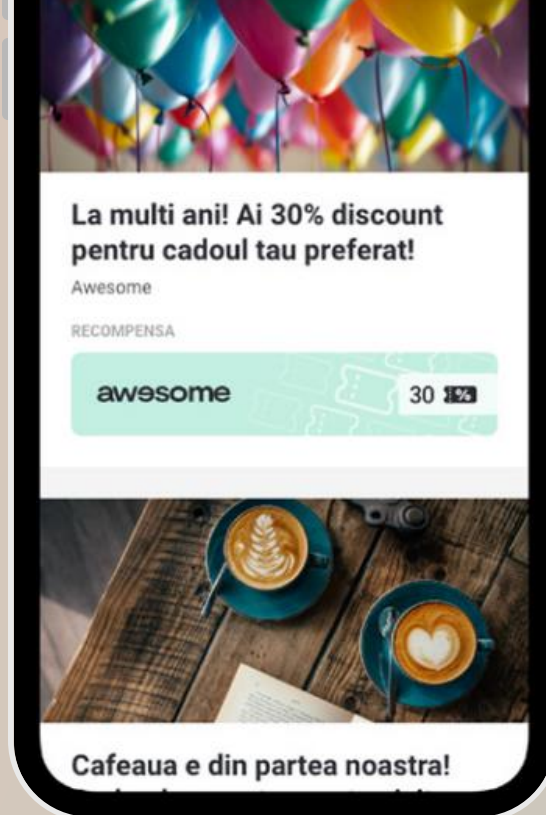 La multi ani! Ai 30% discount
pentru cadoul tau preferat!
Awesome
RECOMPENSA
awesome
30 %
Cafeaua e din partea noastra!